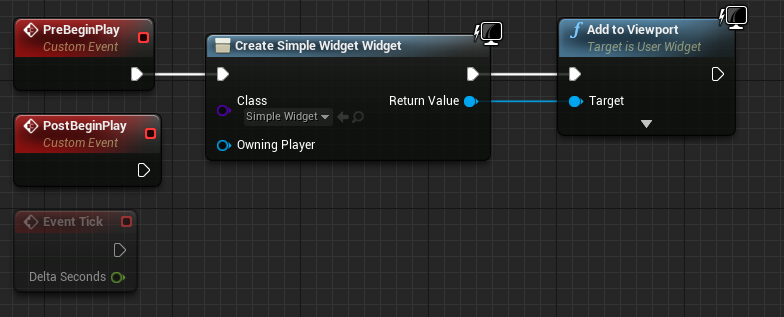 PreBeginPlay
Custom Event
Create Simple Widget Widget
Class
Simple Widget
Return Value
Owning Player
f Add to Viewport
Target is User Widget
Target
PostBeginPlay
Custom Event
Event Tick
Delta Seconds